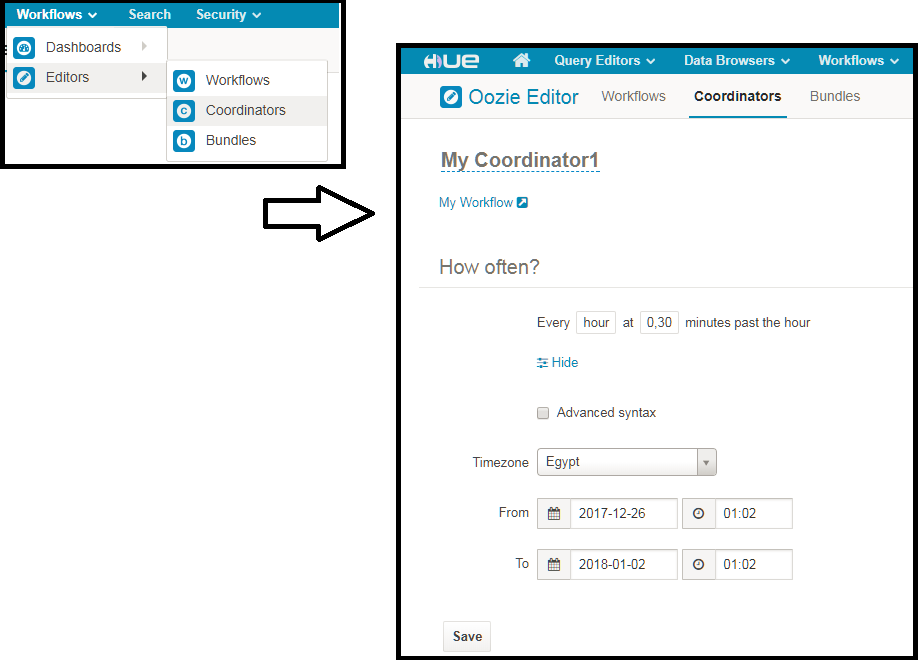 Workflows Search Security
Dashboards
Editors
Workflows
Coordinators
Bundles
HUE Query Editors Data Browsers Workflows
Oozie Editor Workflows Coordinators Bundles
My Coordinator1
My Workflow
How often?
Every hour at 0,30 minutes past the hour
Hide
Advanced syntax
Timezone Egypt
From 2017-12-26 01:02
To 2018-01-02 01:02
Save